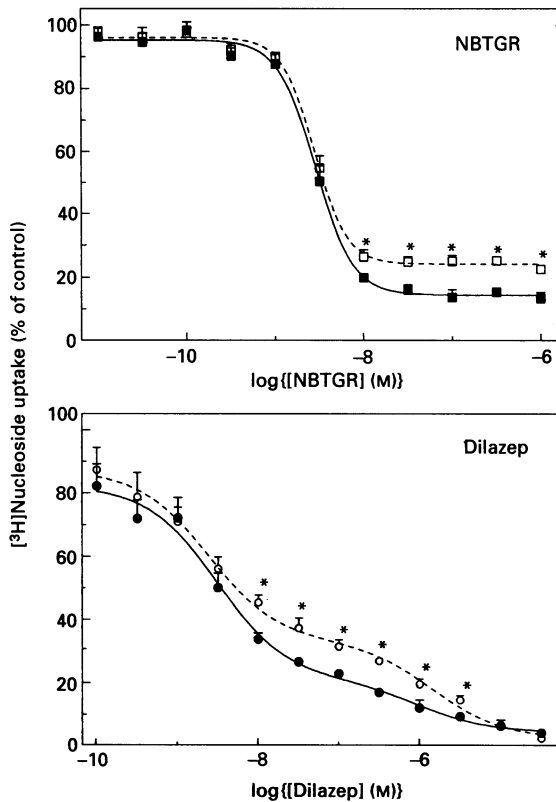 [³H]Nucleoside uptake (% of control)
NBTGR
100
80
60
40
20
0
* * * * *
−10 −8 −6
log{[NBTGR] (M)}
Dilazep
100
80
60
40
20
0
* * * * * *
−10 −8 −6
log{[Dilazep] (M)}